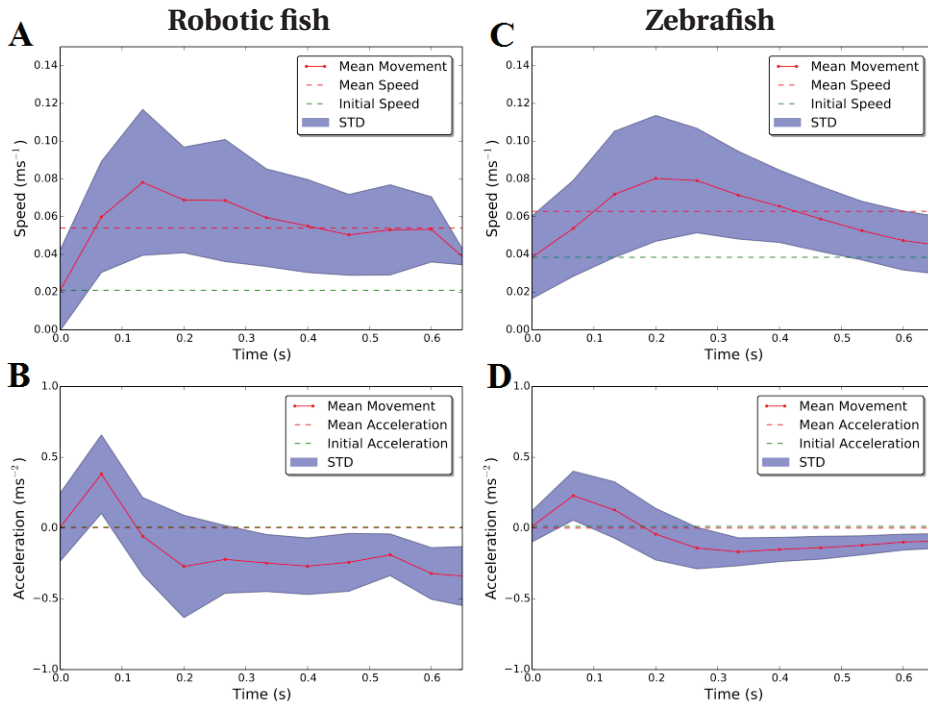 Robotic fish
Zebrafish
A
Speed (ms⁻¹)
0.14
0.12
0.10
0.08
0.06
0.04
0.02
0.00
Mean Movement
Mean Speed
Initial Speed
STD
0.0 0.1 0.2 0.3 0.4 0.5 0.6
Time (s)
C
Speed (ms⁻¹)
0.14
0.12
0.10
0.08
0.06
0.04
0.02
0.00
Mean Movement
Mean Speed
Initial Speed
STD
0.0 0.1 0.2 0.3 0.4 0.5 0.6
Time (s)
B
Acceleration (ms⁻²)
1.0
0.5
0.0
−0.5
−1.0
Mean Movement
Mean Acceleration
Initial Acceleration
STD
0.0 0.1 0.2 0.3 0.4 0.5 0.6
Time (s)
D
Acceleration (ms⁻²)
1.0
0.5
0.0
−0.5
−1.0
Mean Movement
Mean Acceleration
Initial Acceleration
STD
0.0 0.1 0.2 0.3 0.4 0.5 0.6
Time (s)